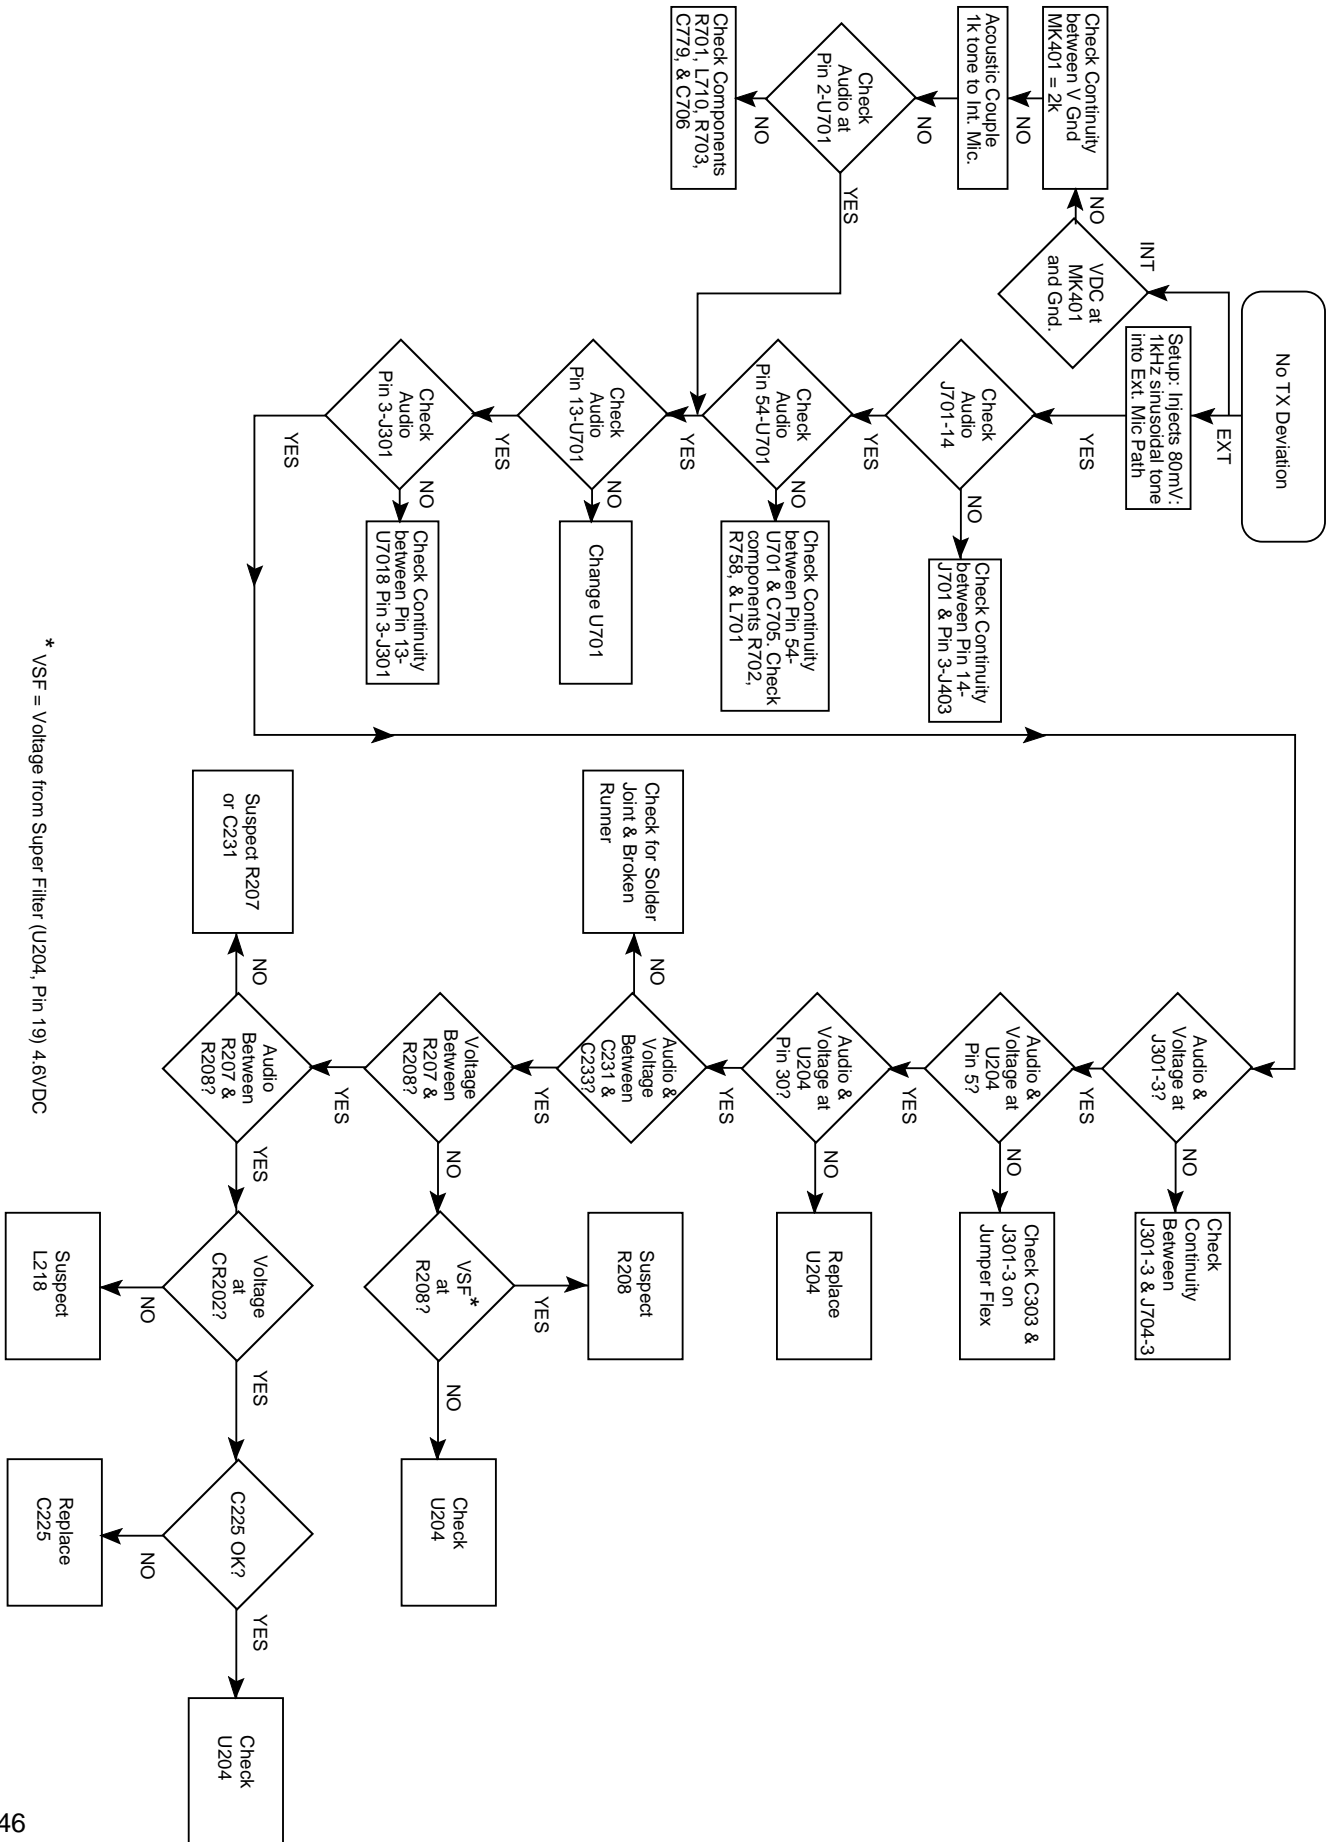 No TX Deviation
INT
EXT
VDC at
MK401
and Gnd.
NO
Check Continuity
between V Gnd
MK401 = 2k
NO
Acoustic Couple
1k tone to Int. Mic.
NO
Check
Audio at
Pin 2-U701
YES
NO
Check Components
R701, L710, R703,
C779, & C706
Setup: Injects 80mV:
1kHz sinusoidal tone
into Ext. Mic Path
YES
Check
Audio
J701-14
NO
Check Continuity
between Pin 14-
J701 & Pin 3-J403
YES
Check
Audio
Pin 54-U701
NO
Check Continuity
between Pin 54-
U701 & C705. Check
components R702,
R758, & L701
YES
Check
Audio
Pin 13-U701
NO
Change U701
YES
Check
Audio
Pin 3-J301
NO
Check Continuity
between Pin 13-
U7018 Pin 3-J301
YES
Audio &
Voltage at
J301-3?
NO
Check
Continuity
Between
J301-3 & J704-3
YES
Audio &
Voltage at
U204
Pin 5?
NO
Check C303 &
J301-3 on
Jumper Flex
YES
Audio &
Voltage at
U204
Pin 30?
NO
Replace
U204
YES
Audio &
Voltage
Between
C231 &
C233?
NO
Check for Solder
Joint & Broken
Runner
YES
Voltage
Between
R207 &
R208?
NO
VSF*
at
R208?
YES
Suspect
R208
NO
Check
U204
YES
Audio
Between
R207 &
R208?
NO
Suspect R207
or C231
YES
Voltage
at
CR202?
NO
Suspect
L218
YES
C225 OK?
NO
Replace
C225
YES
Check
U204
* VSF = Voltage from Super Filter (U204, Pin 19) 4.6VDC
46